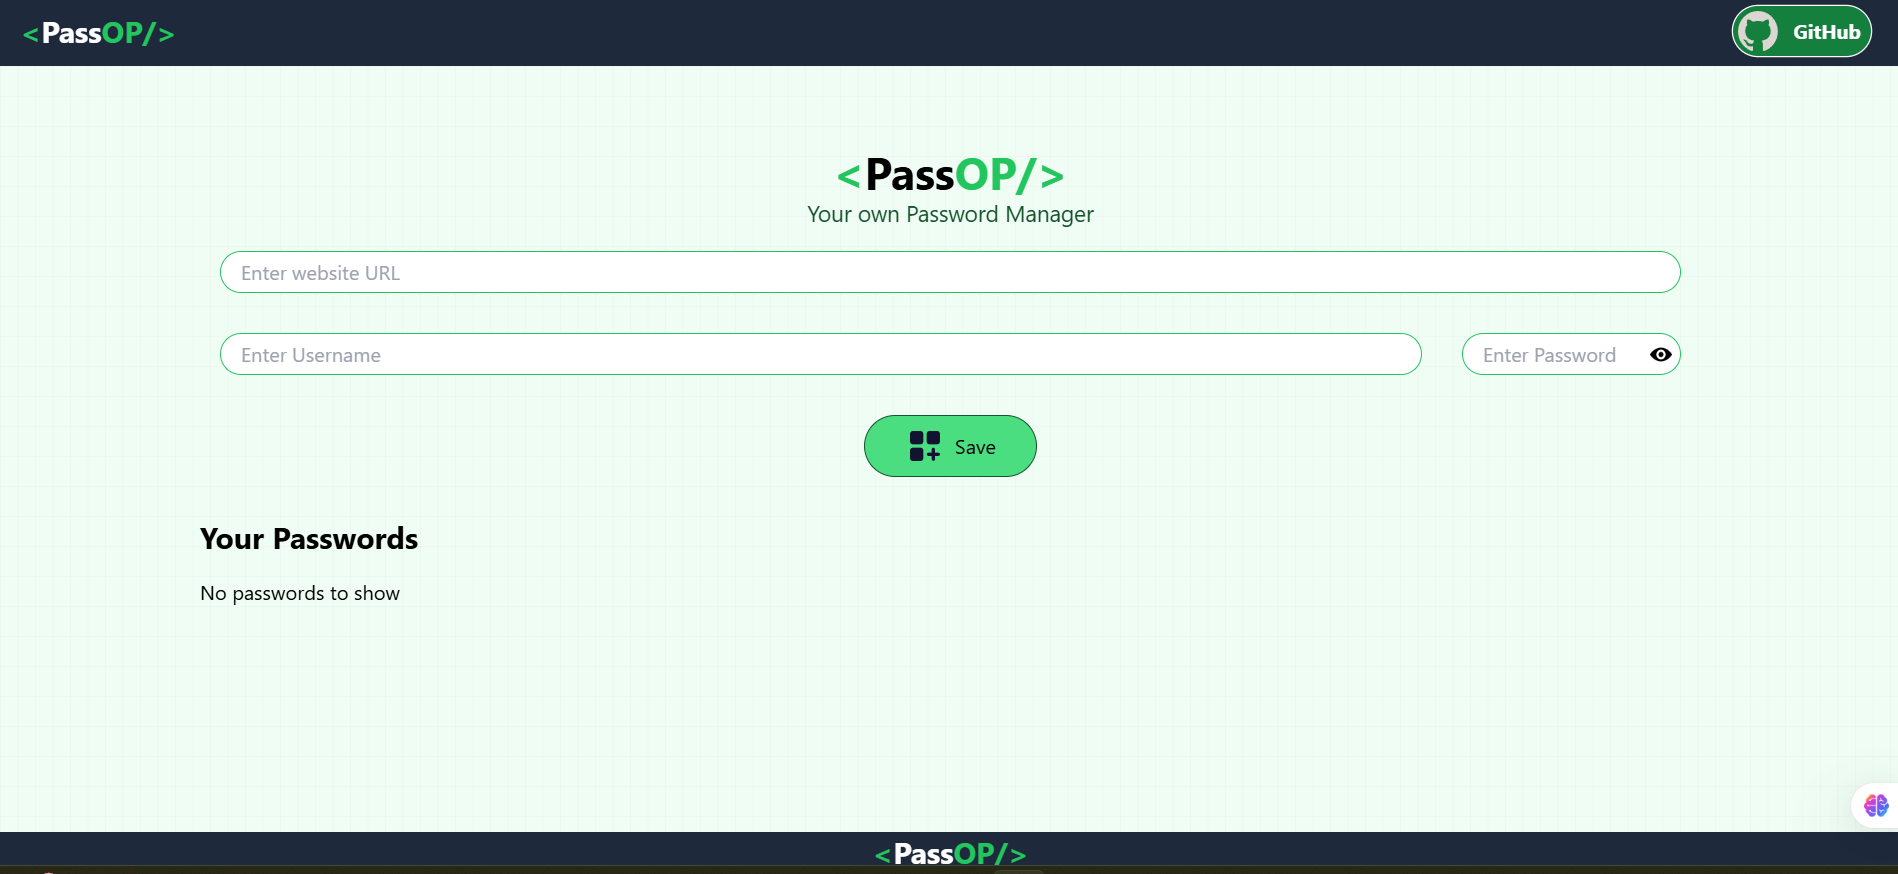 <PassOP/>
GitHub
<PassOP/>
Your own Password Manager
Enter website URL
Enter Username
Enter Password
Save
Your Passwords
No passwords to show
<PassOP/>